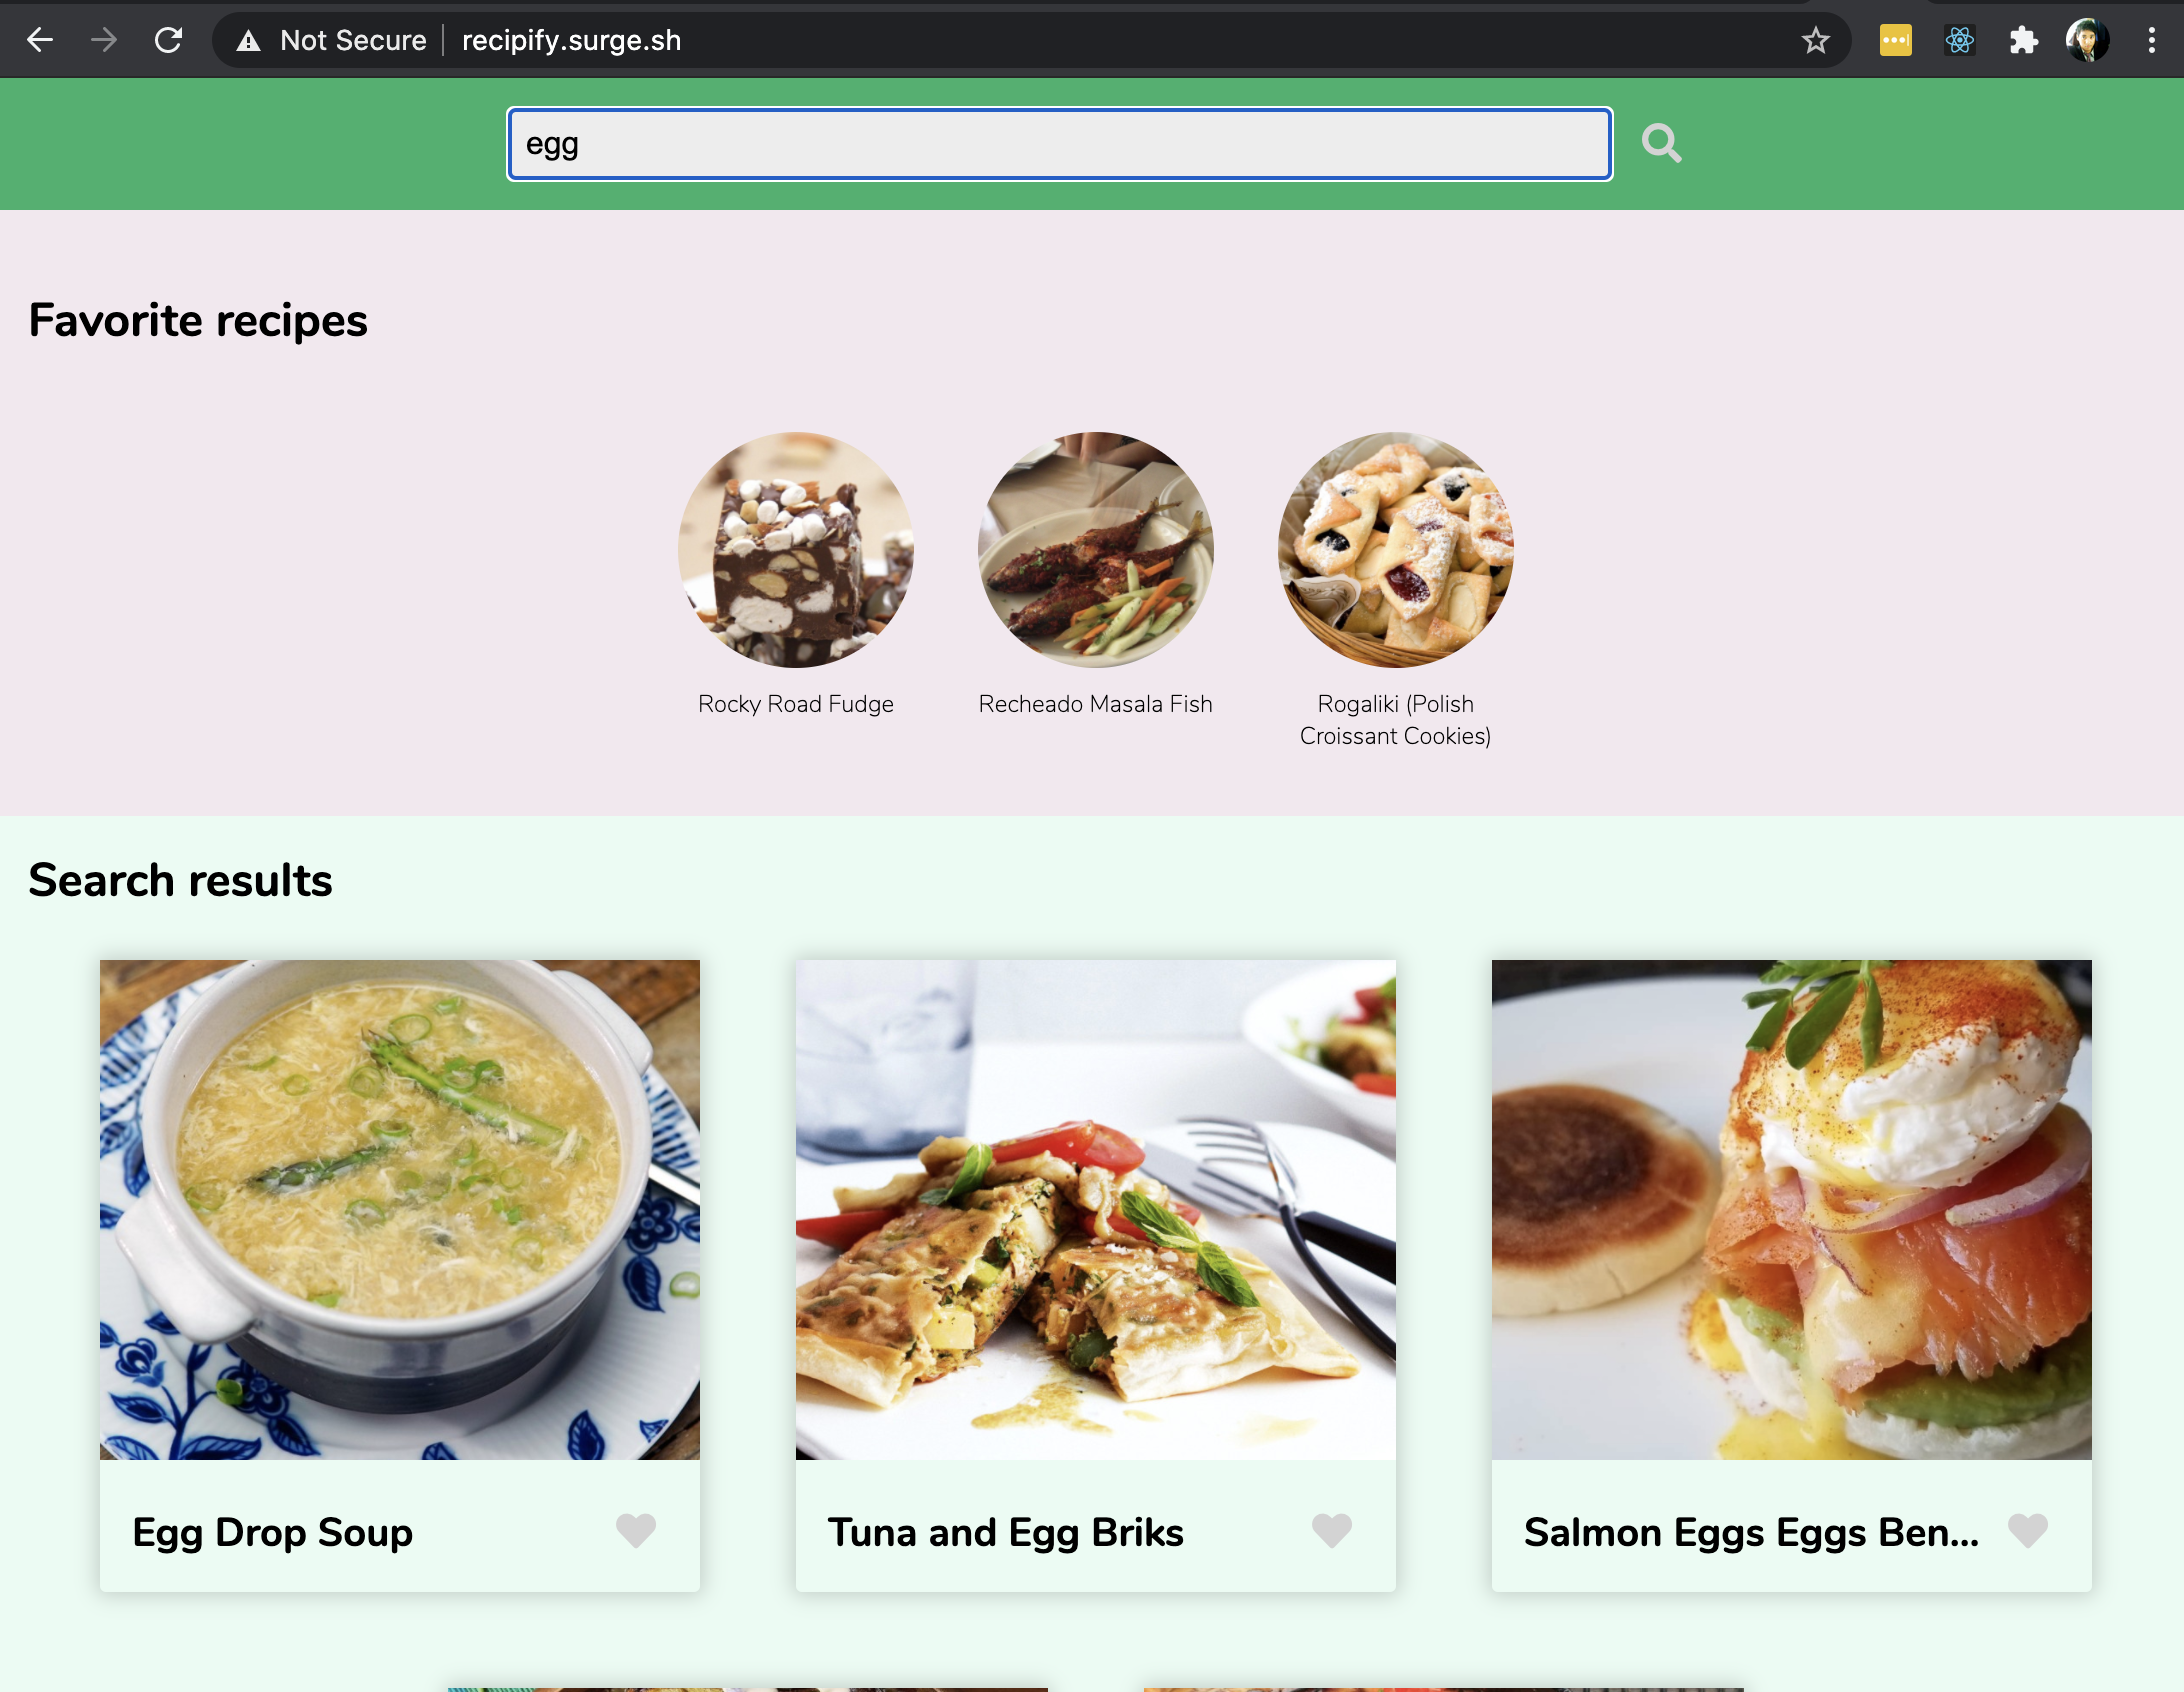 Not Secure recipify.surge.sh
egg
Favorite recipes
Rocky Road Fudge
Recheado Masala Fish
Rogaliki (Polish
Croissant Cookies)
Search results
Egg Drop Soup
Tuna and Egg Briks
Salmon Eggs Eggs Ben...